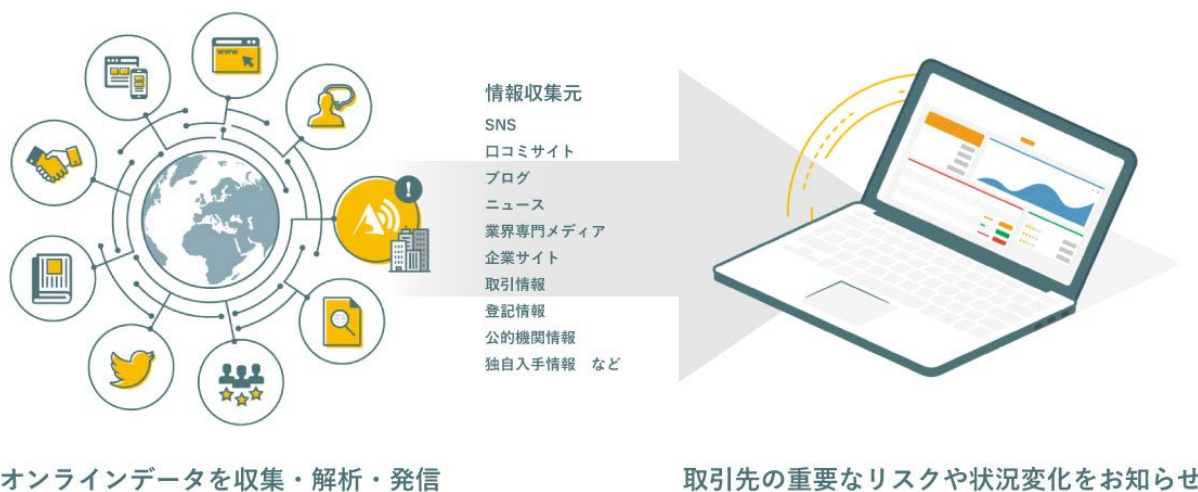 www
情報収集元
SNS
口コミサイト
ブログ
ニュース
業界専門メディア
企業サイト
取引情報
登記情報
公的機関情報
独自入手情報　など
オンラインデータを収集・解析・発信
取引先の重要なリスクや状況変化をお知らせ